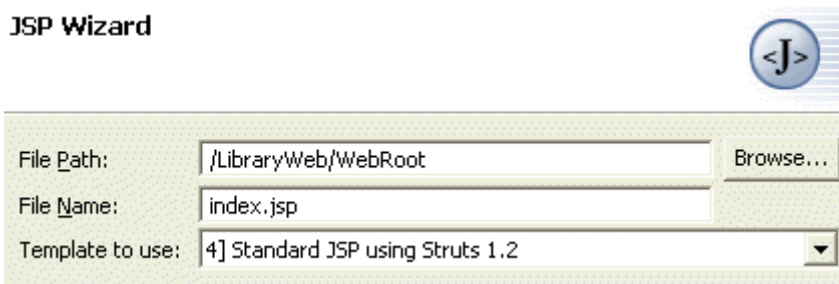 JSP Wizard
<J>
File Path: /LibraryWeb/WebRoot Browse...
File Name: index.jsp
Template to use: 4] Standard JSP using Struts 1.2